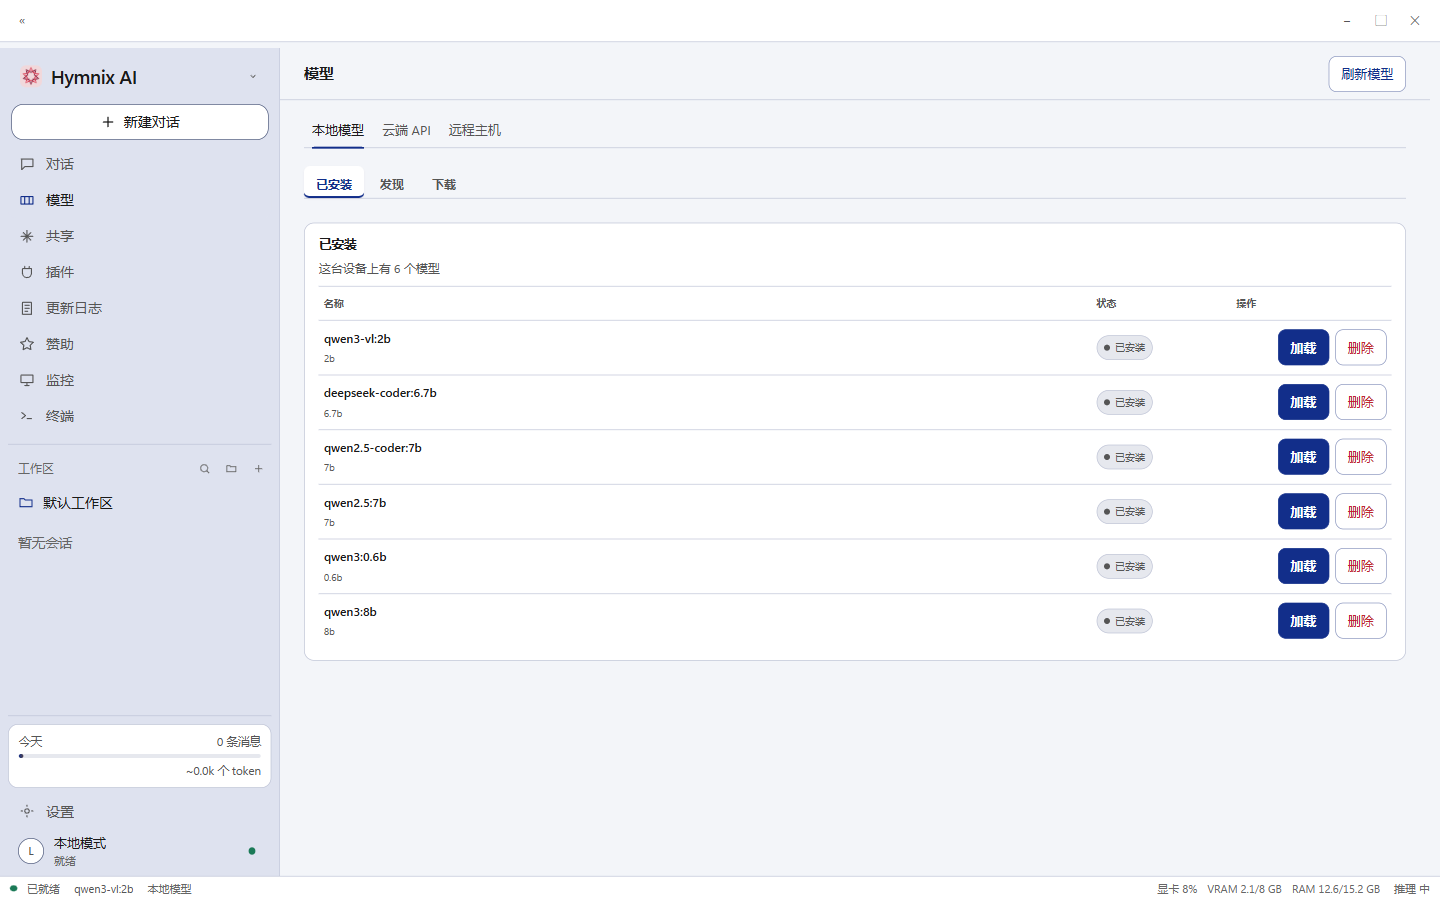 «
Hymnix AI
+ 新建对话
对话
模型
共享
插件
更新日志
赞助
监控
终端
工作区
默认工作区
暂无会话
今天 0 条消息
~0.0k 个 token
设置
L
本地模式
就绪
模型 刷新模型
本地模型 云端 API 远程主机
已安装 发现 下载
已安装
这台设备上有 6 个模型
名称 状态 操作
qwen3-vl:2b
2b
已安装 加载 删除
deepseek-coder:6.7b
6.7b
已安装 加载 删除
qwen2.5-coder:7b
7b
已安装 加载 删除
qwen2.5:7b
7b
已安装 加载 删除
qwen3:0.6b
0.6b
已安装 加载 删除
qwen3:8b
8b
已安装 加载 删除
已就绪 qwen3-vl:2b 本地模型 显卡 8% VRAM 2.1/8 GB RAM 12.6/15.2 GB 推理 中